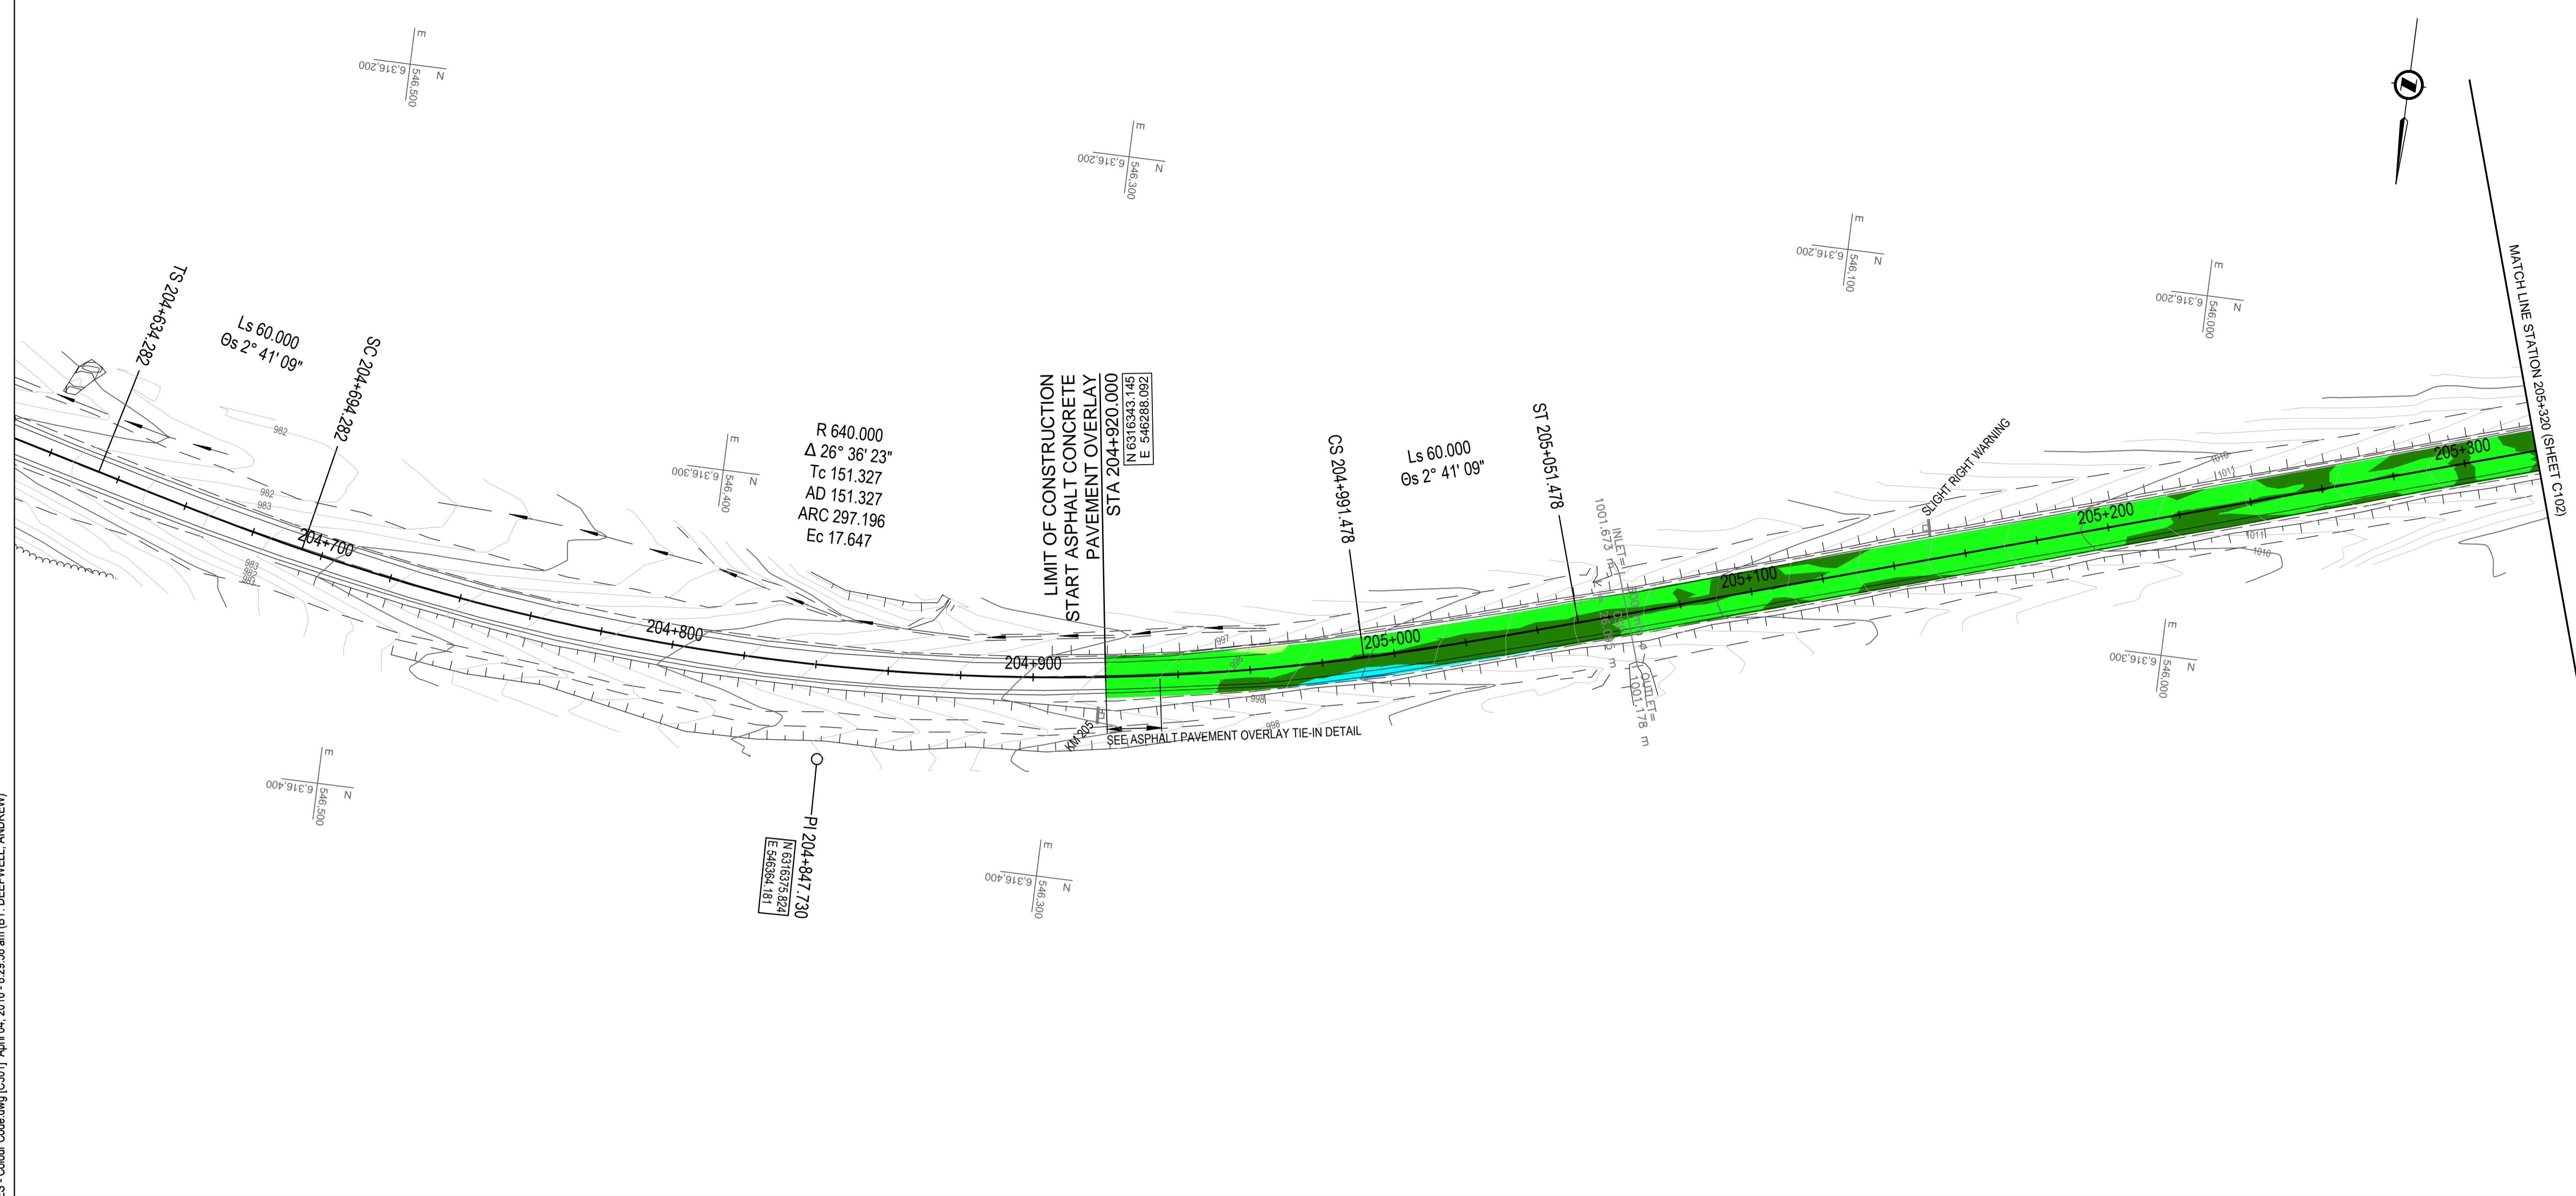 E
6,316,200
N
546,500
E
6,316,200
N
546,300
E
6,316,200
N
546,100
E
6,316,200
N
546,000
MATCH LINE STATION 205+320 (SHEET C102)
TS 204+634.282
Ls 60.000
Θs 2° 41' 09"
SC 204+694.282
982
982
983
204+700
983
982
981
R 640.000
Δ 26° 36' 23"
Tc 151.327
AD 151.327
ARC 297.196
Ec 17.647
E
6,316,300
N
546,400
204+800
204+900
LIMIT OF CONSTRUCTION
START ASPHALT CONCRETE
PAVEMENT OVERLAY
STA 204+920.000
N 6316343.145
E 546288.092
997
998
998
998
CS 204+991.478
205+000
Ls 60.000
Θs 2° 41' 09"
ST 205+051.478
INLET=
1001.673 m
OUTLET=
1001.178 m
205+100
SLIGHT RIGHT WARNING
205+200
1010
1011
1011
1010
205+300
KM 205
SEE ASPHALT PAVEMENT OVERLAY TIE-IN DETAIL
PI 204+847.730
N 6316375.824
E 546364.181
E
6,316,400
N
546,500
E
6,316,400
N
546,300
E
6,316,300
N
546,000